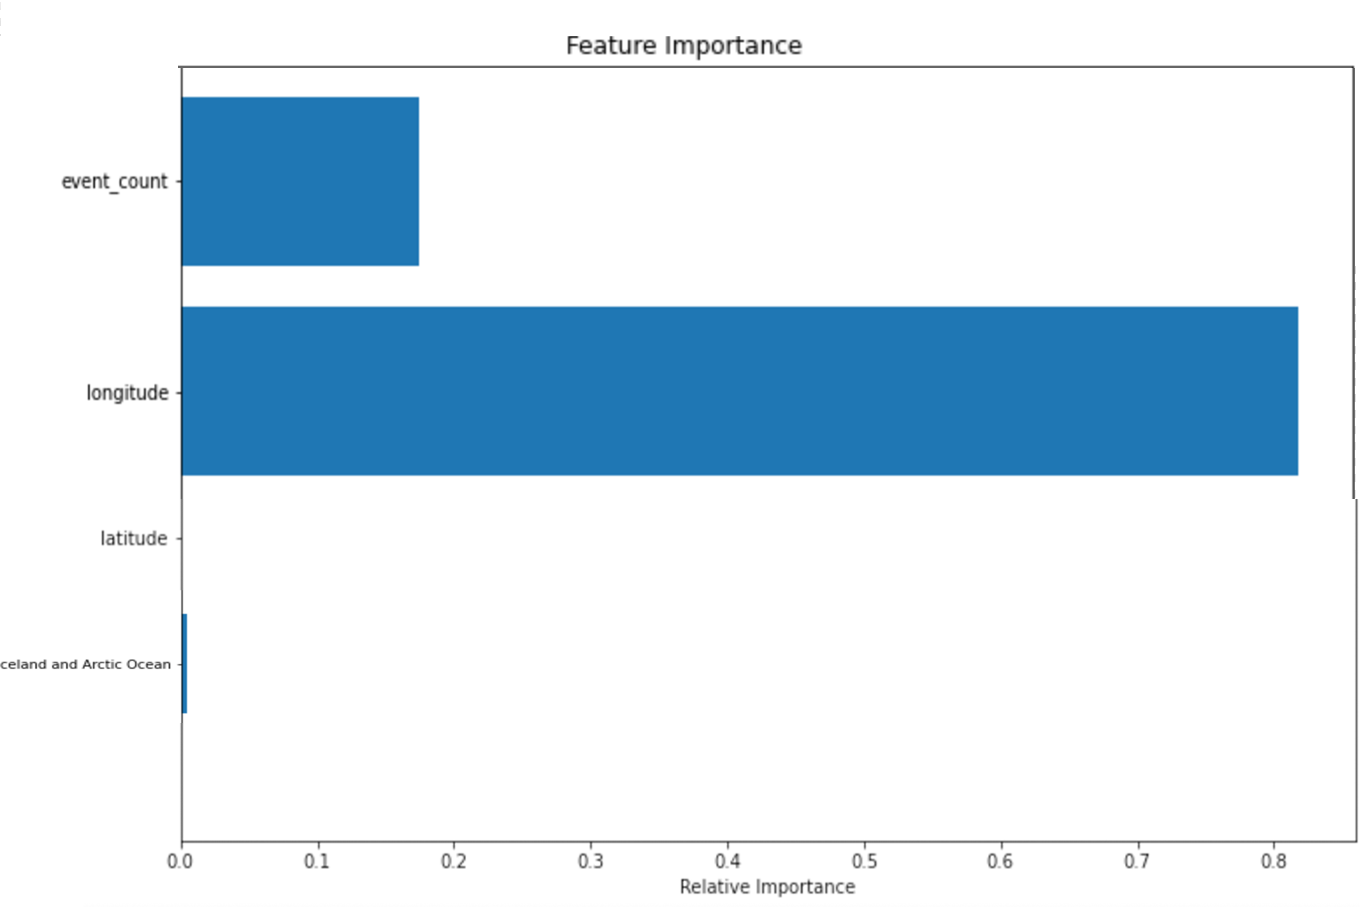 Feature Importance
event_count
longitude
latitude
celand and Arctic Ocean
0.0 0.1 0.2 0.3 0.4 0.5 0.6 0.7 0.8
Relative Importance